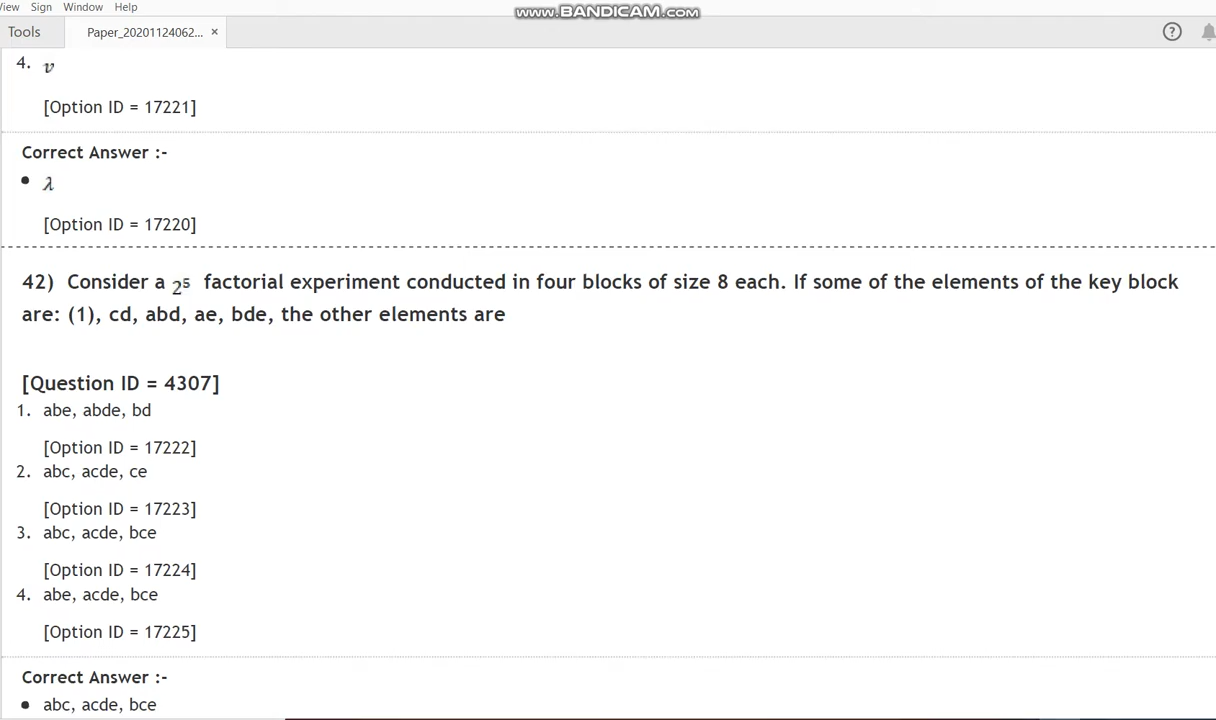 View Sign Window Help
www.BANDICAM.com
Tools Paper_20201124062... ×
4. v
[Option ID = 17221]
Correct Answer :-
• λ
[Option ID = 17220]
42) Consider a 2⁵ factorial experiment conducted in four blocks of size 8 each. If some of the elements of the key block
are: (1), cd, abd, ae, bde, the other elements are
[Question ID = 4307]
1. abe, abde, bd
[Option ID = 17222]
2. abc, acde, ce
[Option ID = 17223]
3. abc, acde, bce
[Option ID = 17224]
4. abe, acde, bce
[Option ID = 17225]
Correct Answer :-
• abc, acde, bce